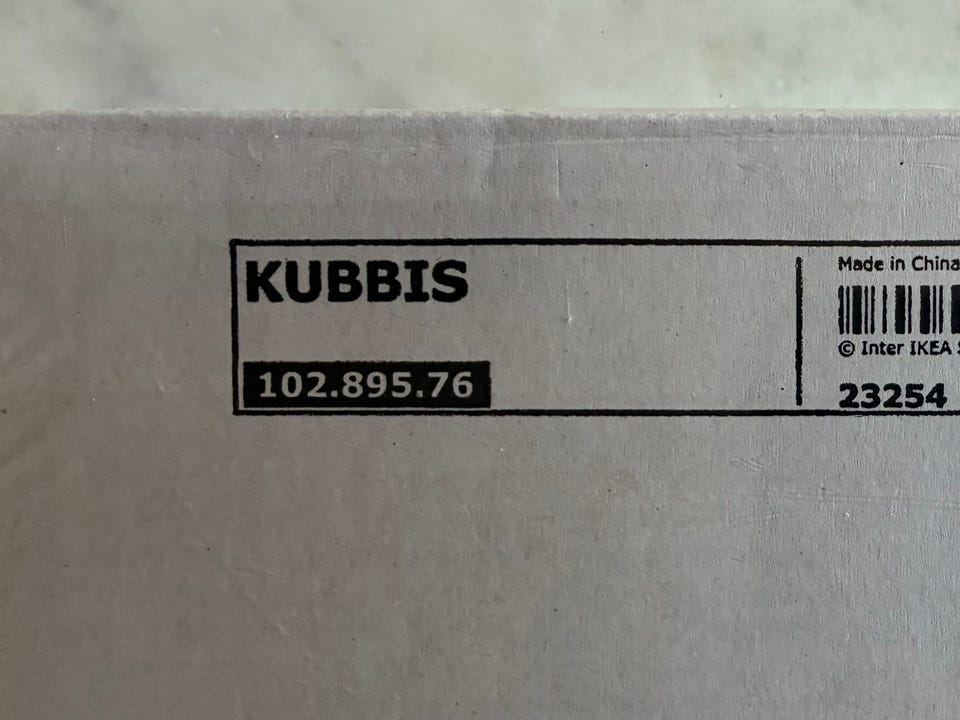 KUBBIS
102.895.76
Made in China
© Inter IKEA
23254